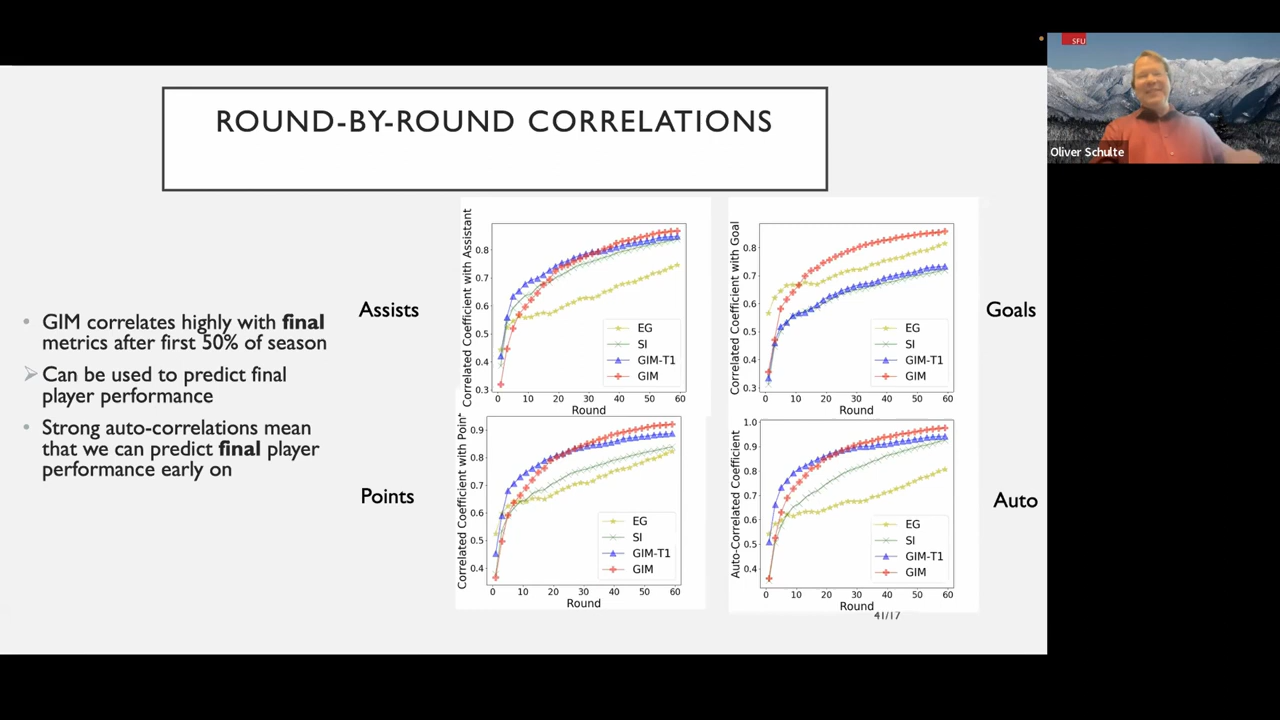 SFU
Oliver Schulte
ROUND-BY-ROUND CORRELATIONS
• GIM correlates highly with final
metrics after first 50% of season
➢ Can be used to predict final
player performance
• Strong auto-correlations mean
that we can predict final player
performance early on
Assists
Correlated Coefficient with Assistant
0.8
0.7
0.6
0.5
0.4
0.3
EG
SI
GIM-T1
GIM
0 10 20 30 40 50 60
Round
Goals
Correlated Coefficient with Goal
0.8
0.7
0.6
0.5
0.4
0.3
EG
SI
GIM-T1
GIM
0 10 20 30 40 50 60
Round
Points
Correlated Coefficient with Point
0.9
0.8
0.7
0.6
0.5
0.4
EG
SI
GIM-T1
GIM
0 10 20 30 40 50 60
Round
Auto
Auto-Correlated Coefficient
1.0
0.9
0.8
0.7
0.6
0.5
0.4
EG
SI
GIM-T1
GIM
0 10 20 30 40 50 60
Round
41/17